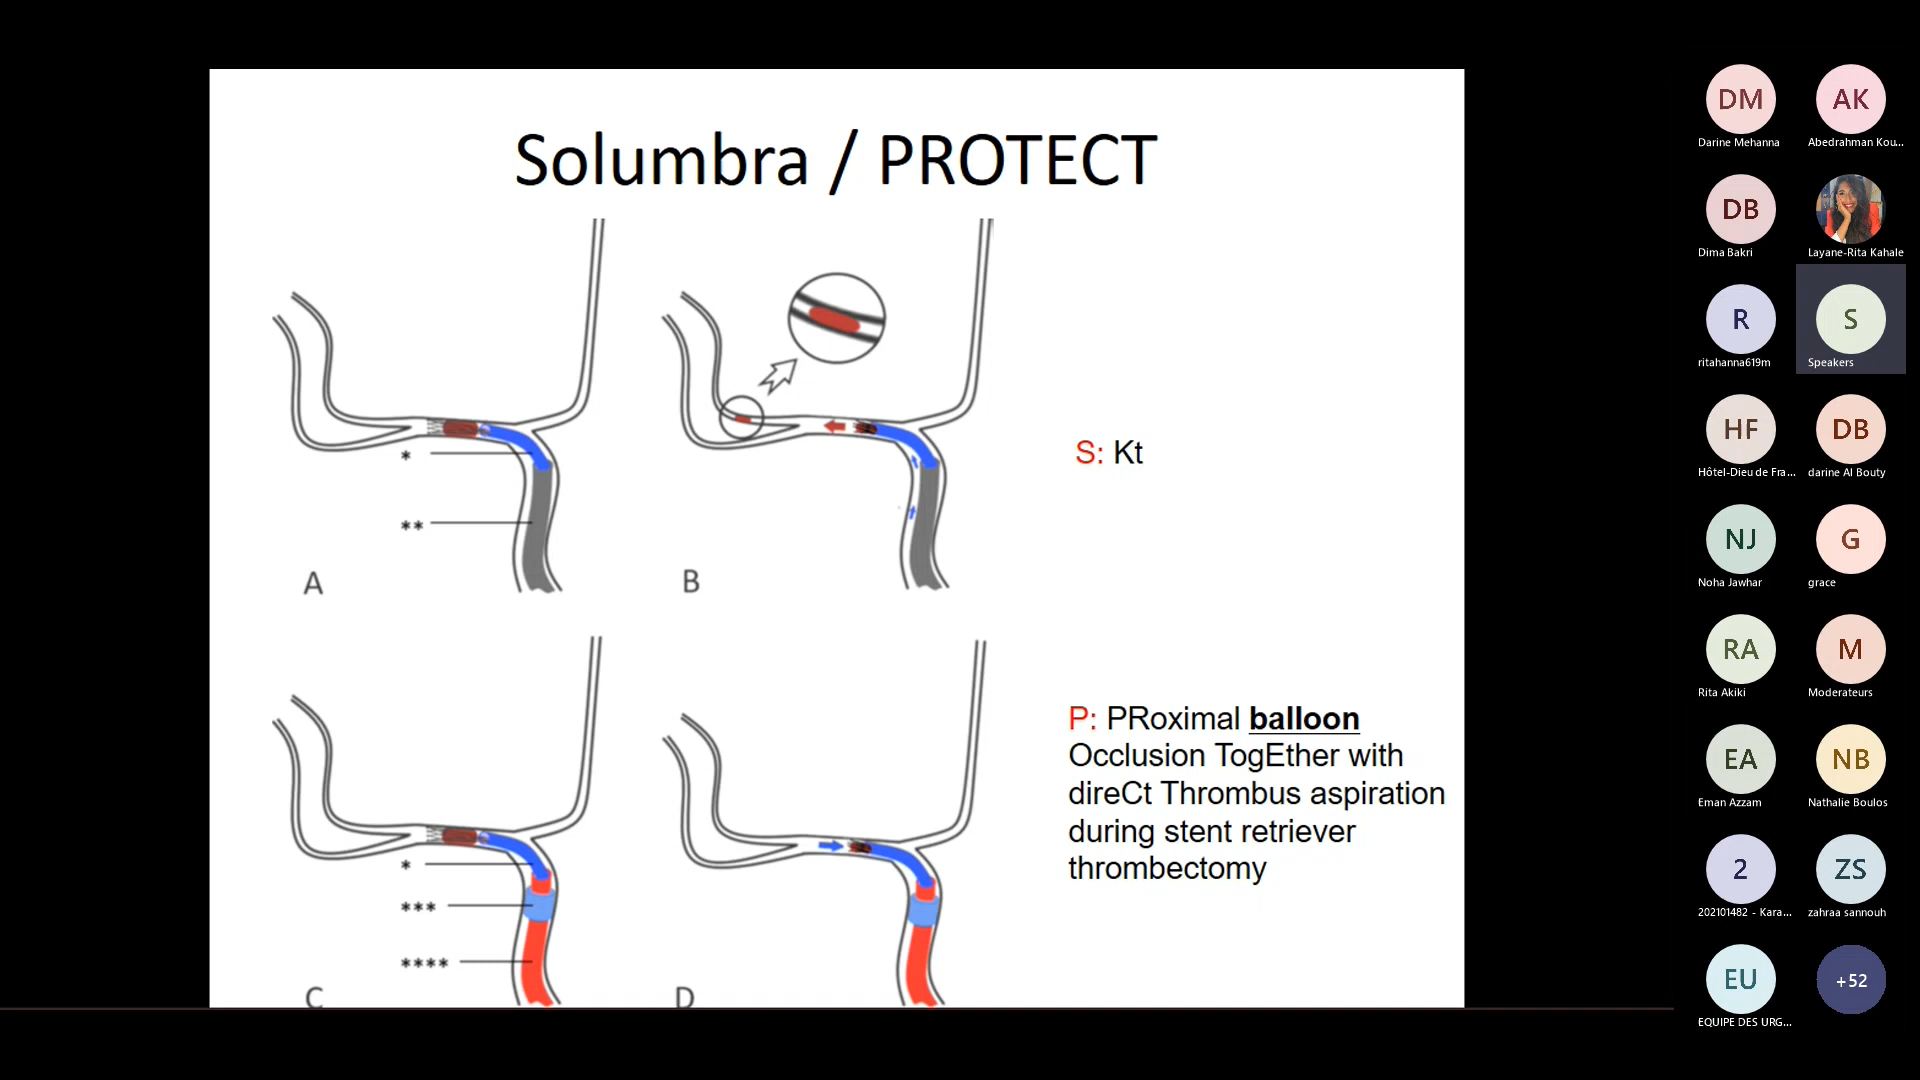 Solumbra / PROTECT
*
**
A
B
S: Kt
*
***
****
C
D
P: PRoximal balloon
Occlusion TogEther with
direCt Thrombus aspiration
during stent retriever
thrombectomy
DM
Darine Mehanna
AK
Abedrahman Kou...
DB
Dima Bakri
Layane-Rita Kahale
R
ritahanna619m
S
Speakers
HF
Hôtel-Dieu de Fra...
DB
darine Al Bouty
NJ
Noha Jawhar
G
grace
RA
Rita Akiki
M
Moderateurs
EA
Eman Azzam
NB
Nathalie Boulos
2
202101482 - Kara...
ZS
zahraa sannouh
EU
EQUIPE DES URG...
+52